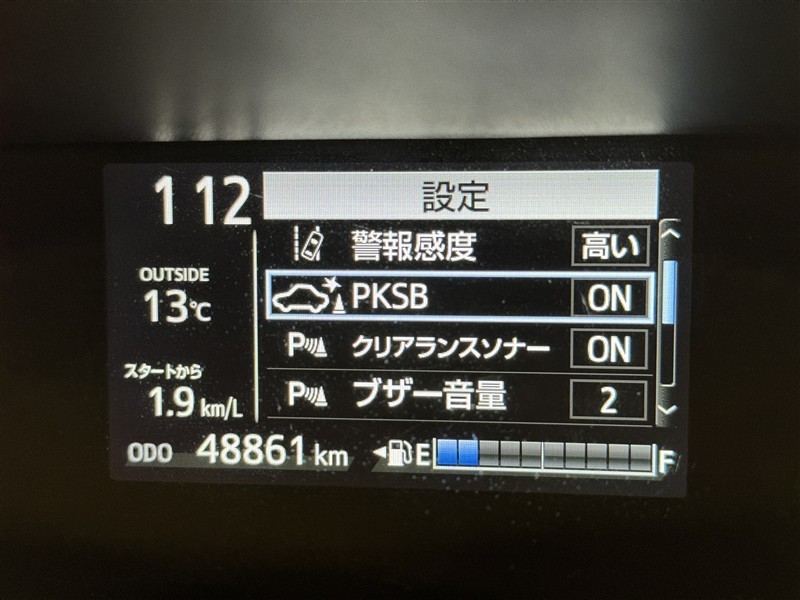 112
設定
警報感度 高い
OUTSIDE
13℃
PKSB ON
P クリアランスソナー ON
スタートから
1.9 km/L
P ブザー音量 2
ODO 48861 km E F